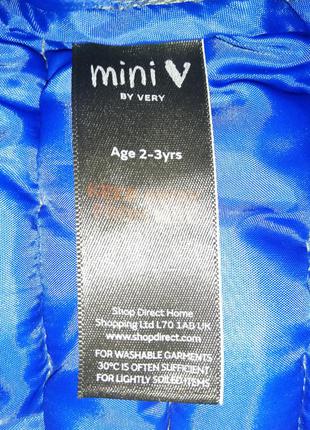 mini V
BY VERY
Age 2-3yrs
Shop Direct Home
Shopping Ltd L70 1AB UK
www.shopdirect.com
FOR WASHABLE GARMENTS
30°C IS OFTEN SUFFICIENT
FOR LIGHTLY SOILED ITEMS